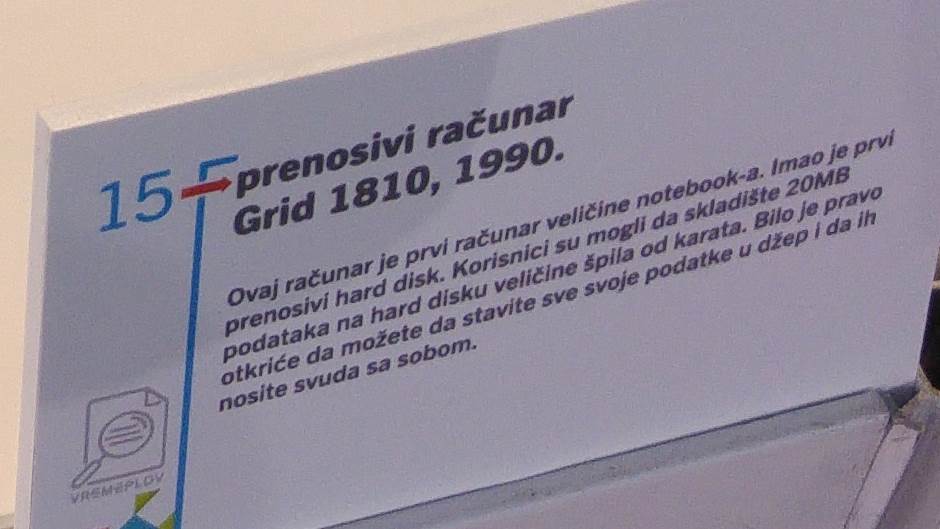 15
prenosivi računar
Grid 1810, 1990.
Ovaj računar je prvi računar veličine notebook-a. Imao je prvi
prenosivi hard disk. Korisnici su mogli da skladište 20MB
podataka na hard disku veličine špila od karata. Bilo je pravo
otkriće da možete da stavite sve svoje podatke u džep i da ih
nosite svuda sa sobom.
VREMEPLOV